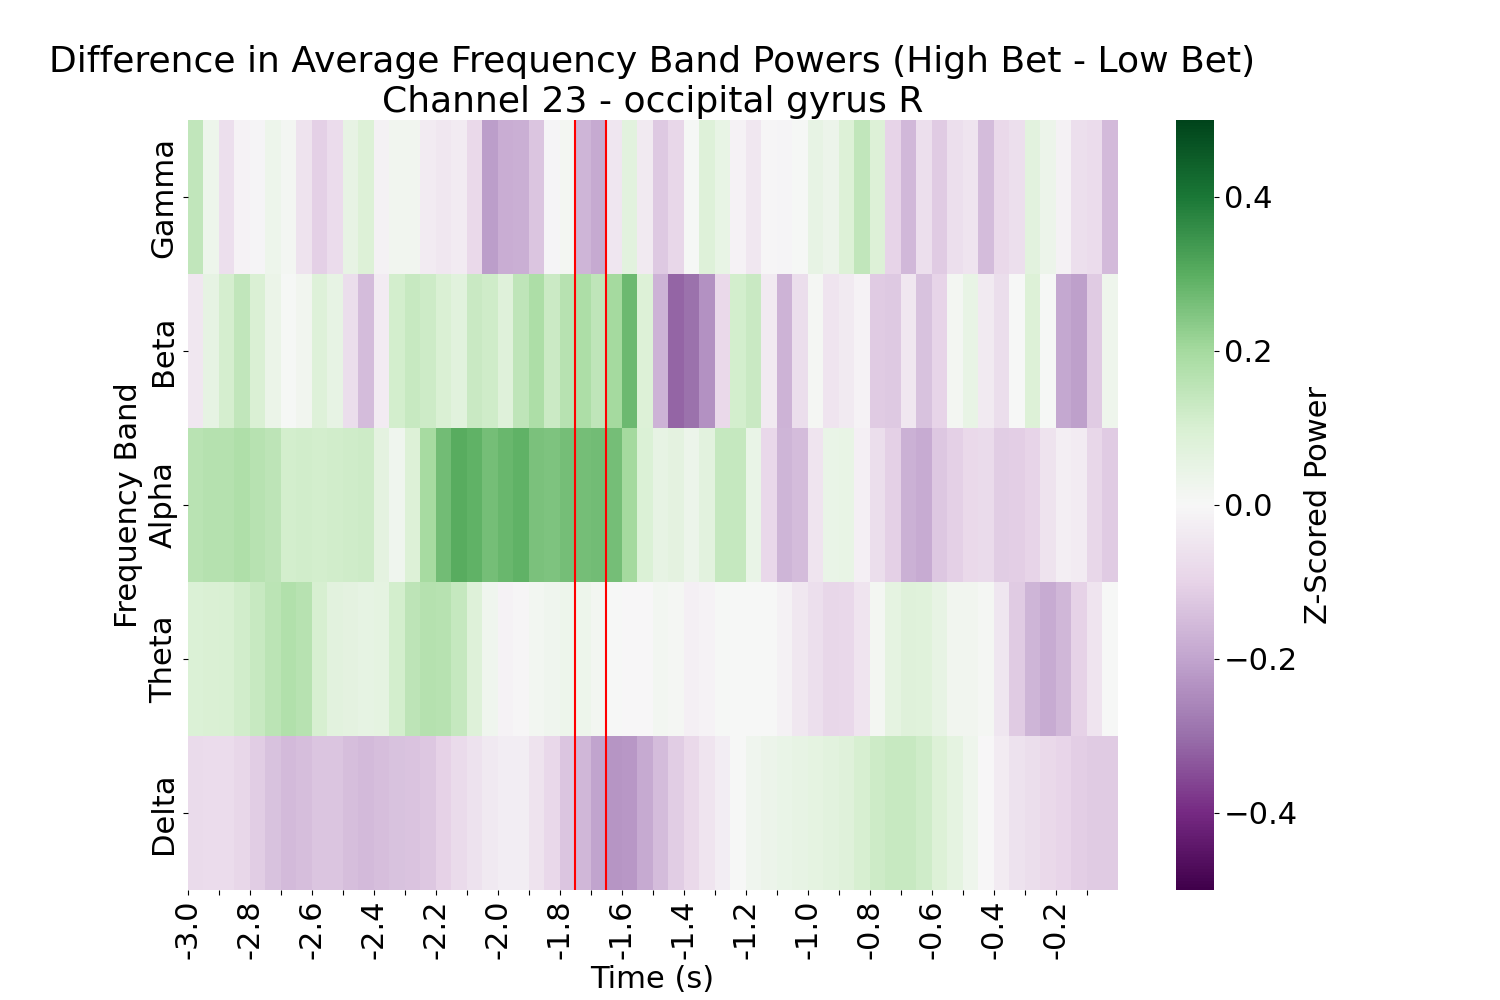 Difference in Average Frequency Band Powers (High Bet - Low Bet)
Channel 23 - occipital gyrus R
Frequency Band
Gamma
Beta
Alpha
Theta
Delta
-3.0
-2.8
-2.6
-2.4
-2.2
-2.0
-1.8
-1.6
-1.4
-1.2
-1.0
-0.8
-0.6
-0.4
-0.2
Time (s)
0.4
0.2
0.0
−0.2
−0.4
Z-Scored Power